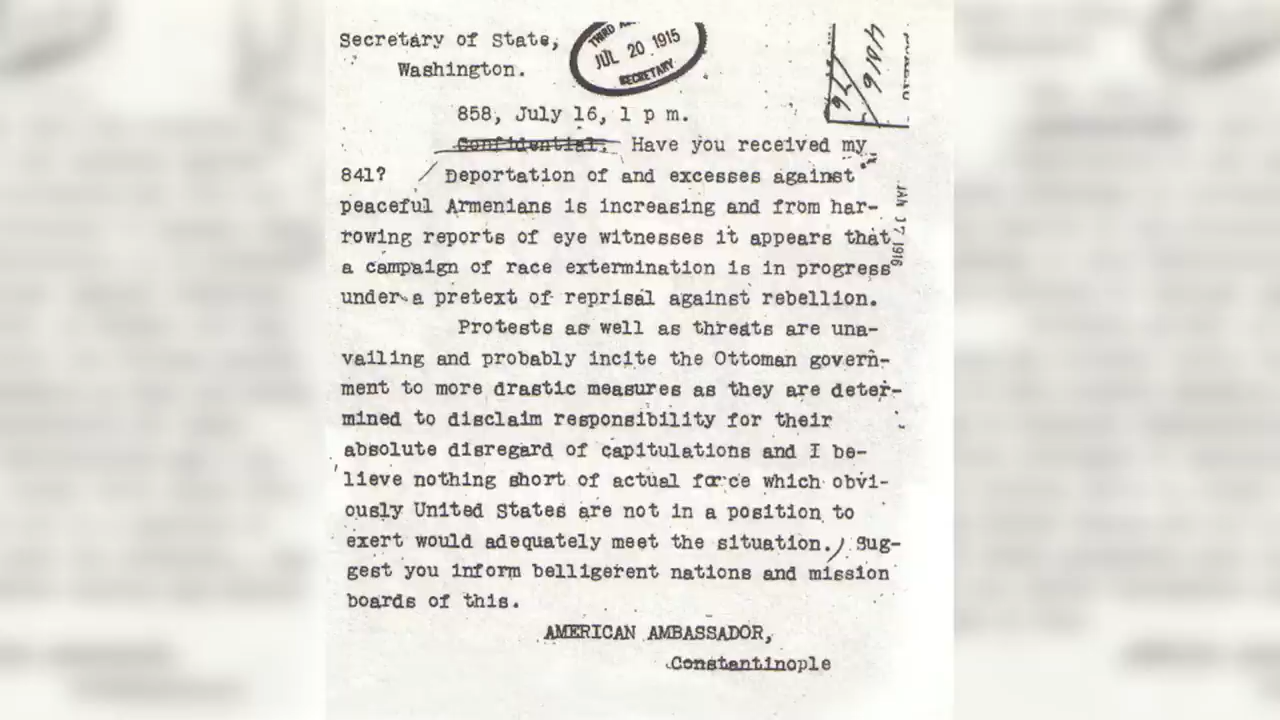 Secretary of State,
Washington.
THIRD
JUL 20 1915
SECRETARY
4016
76
858, July 16, 1 p m.
Confidential. Have you received my
841? Deportation of and excesses against
peaceful Armenians is increasing and from har-
rowing reports of eye witnesses it appears that
a campaign of race extermination is in progress
under a pretext of reprisal against rebellion.
Protests as well as threats are una-
vailing and probably incite the Ottoman govern-
ment to more drastic measures as they are deter-
mined to disclaim responsibility for their
absolute disregard of capitulations and I be-
lieve nothing short of actual force which obvi-
ously United States are not in a position to
exert would adequately meet the situation. Sug-
gest you inform belligerent nations and mission
boards of this.
AMERICAN AMBASSADOR,
Constantinople
JAN 17 1916